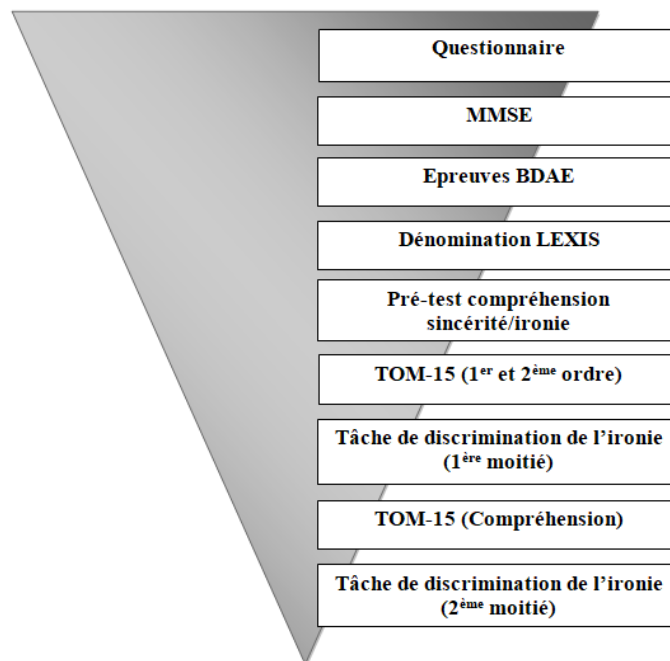 Questionnaire
MMSE
Epreuves BDAE
Dénomination LEXIS
Pré-test compréhension
sincérité/ironie
TOM-15 (1er et 2ème ordre)
Tâche de discrimination de l'ironie
(1ère moitié)
TOM-15 (Compréhension)
Tâche de discrimination de l'ironie
(2ème moitié)